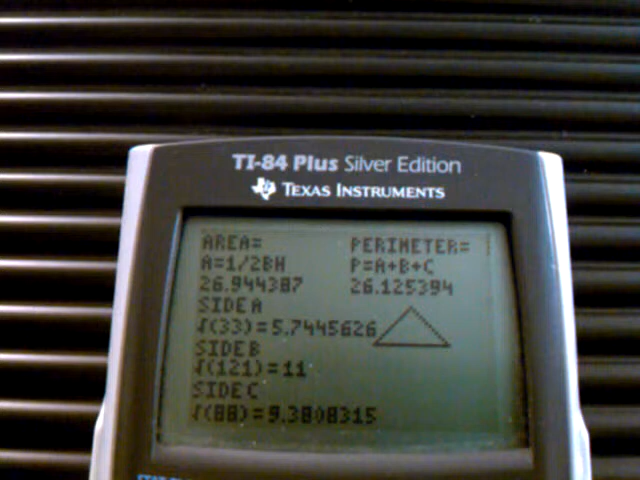 TI-84 Plus Silver Edition
TEXAS INSTRUMENTS
AREA= PERIMETER=
A=1/2BH P=A+B+C
26.944387 26.125394
SIDE A
√(33)=5.7445626
SIDE B
√(121)=11
SIDE C
√(88)=9.3808315